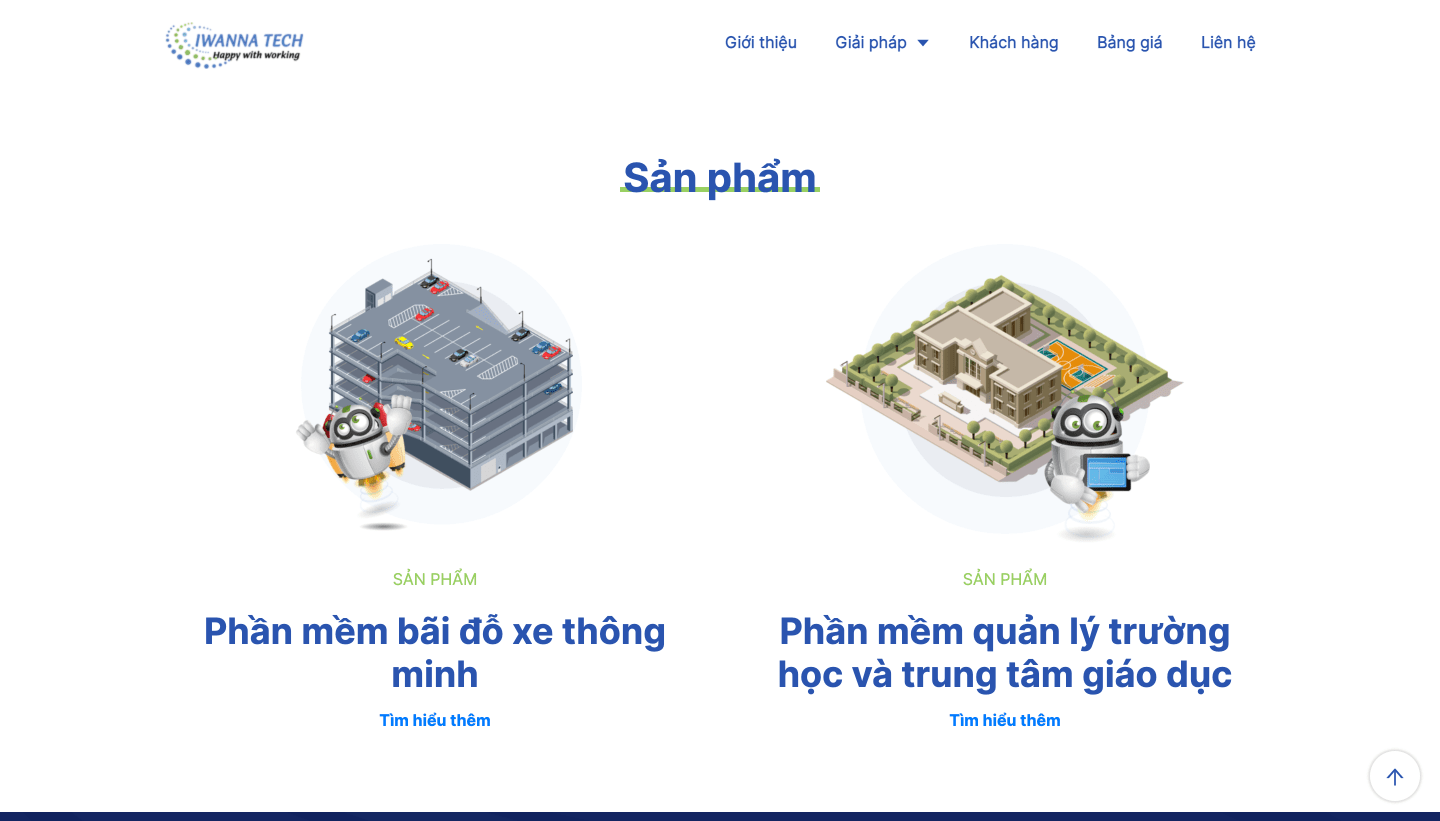 IWANNA TECH
Happy with working
Giới thiệu
Giải pháp
Khách hàng
Bảng giá
Liên hệ
Sản phẩm
SẢN PHẨM
Phần mềm bãi đỗ xe thông
minh
Tìm hiểu thêm
SẢN PHẨM
Phần mềm quản lý trường
học và trung tâm giáo dục
Tìm hiểu thêm